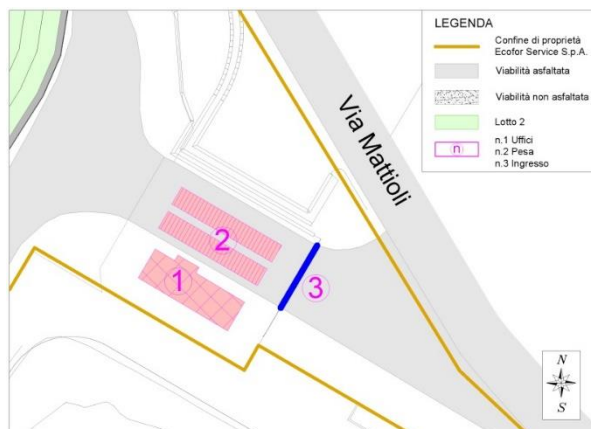 LEGENDA
Confine di proprietà
Ecofor Service S.p.A.
Viabilità asfaltata
Viabilità non asfaltata
Lotto 2
n
n.1 Uffici
n.2 Pesa
n.3 Ingresso
Via Mattioli
2
1
3
N
S